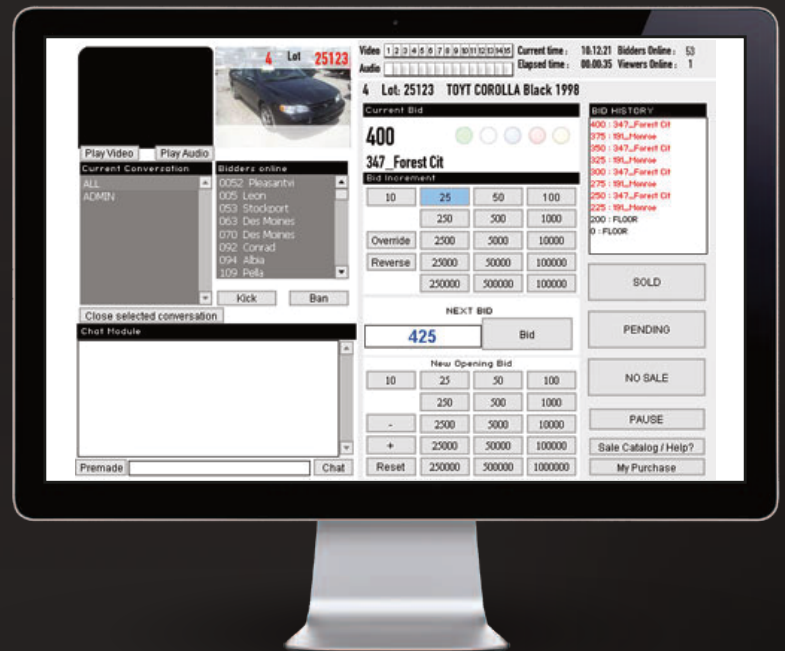 4 Lot 25123
Play Video Play Audio
Current Conversation
ALL
ADMIN
Bidders online
0052 Pleasantvi
005 Leon
053 Stockport
063 Des Moines
070 Des Moines
092 Conrad
094 Albia
109 Pella
Kick Ban
Close selected conversation
Chat Module
Premade Chat
Video 1 2 3 4 5 6 7 8 9 10 11 12 13 14 15 Current time : 10:12:21 Bidders Online : 53
Audio Elapsed time : 00:00:35 Viewers Online : 1
4 Lot: 25123 TOYT COROLLA Black 1998
Current Bid
400
347_Forest Cit
Bid Increment
10 25 50 100
250 500 1000
Override 2500 5000 10000
Reverse 25000 50000 100000
250000 500000 100000
NEXT BID
425 Bid
New Opening Bid
10 25 50 100
250 500 1000
- 2500 5000 10000
+ 25000 50000 100000
Reset 250000 500000 1000000
BID HISTORY
400 : 347_Forest Cit
375 : 191_Monroe
350 : 347_Forest Cit
325 : 191_Monroe
300 : 347_Forest Cit
275 : 191_Monroe
250 : 347_Forest Cit
225 : 191_Monroe
200 : FLOOR
0 : FLOOR
SOLD
PENDING
NO SALE
PAUSE
Sale Catalog / Help?
My Purchase